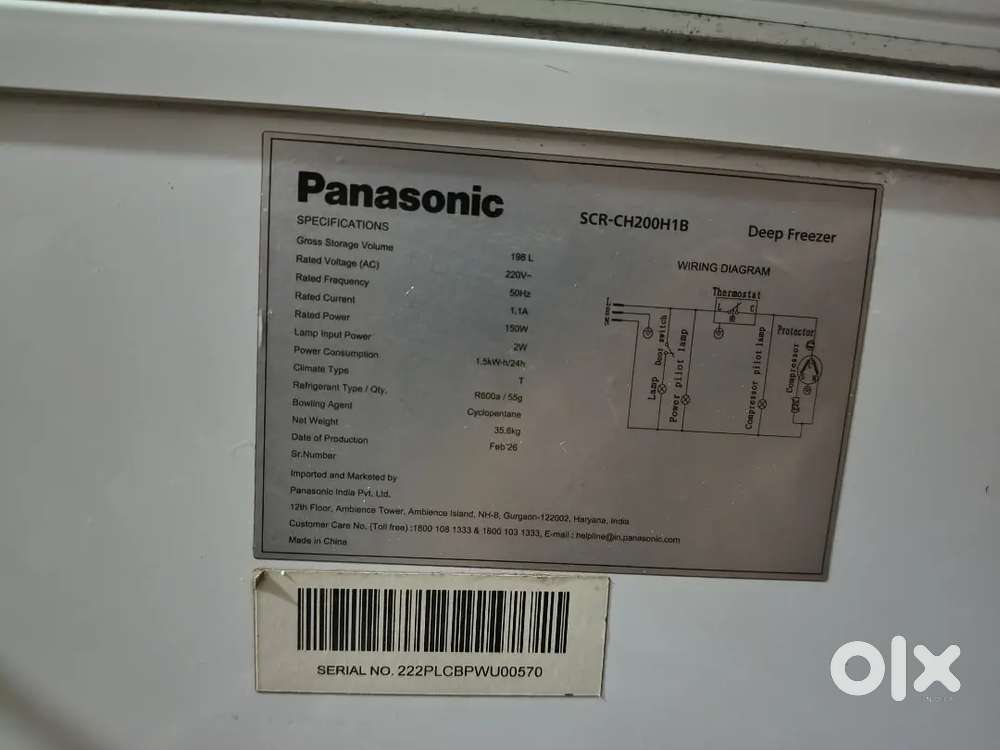 Panasonic
SCR-CH200H1B
Deep Freezer
SPECIFICATIONS
Gross Storage Volume 198 L
Rated Voltage (AC) 220V~
Rated Frequency 50Hz
Rated Current 1.1A
Rated Power 150W
Lamp Input Power 2W
Power Consumption 1.5kW·h/24h
Climate Type T
Refrigerant Type / Qty. R600a / 55g
Bowling Agent Cyclopentane
Net Weight 35.6kg
Date of Production Feb'26
Sr.Number
Imported and Marketed by
Panasonic India Pvt. Ltd.
12th Floor, Ambience Tower, Ambience Island, NH-8, Gurgaon-122002, Haryana, India
Customer Care No. (Toll free) :1800 108 1333 & 1800 103 1333, E-mail : helpline@in.panasonic.com
Made in China
WIRING DIAGRAM
Thermostat
L
C
Door switch
Lamp
Power pilot lamp
Compressor pilot lamp
Compressor
Protector
SERIAL NO. 222PLCBPWU00570
olx